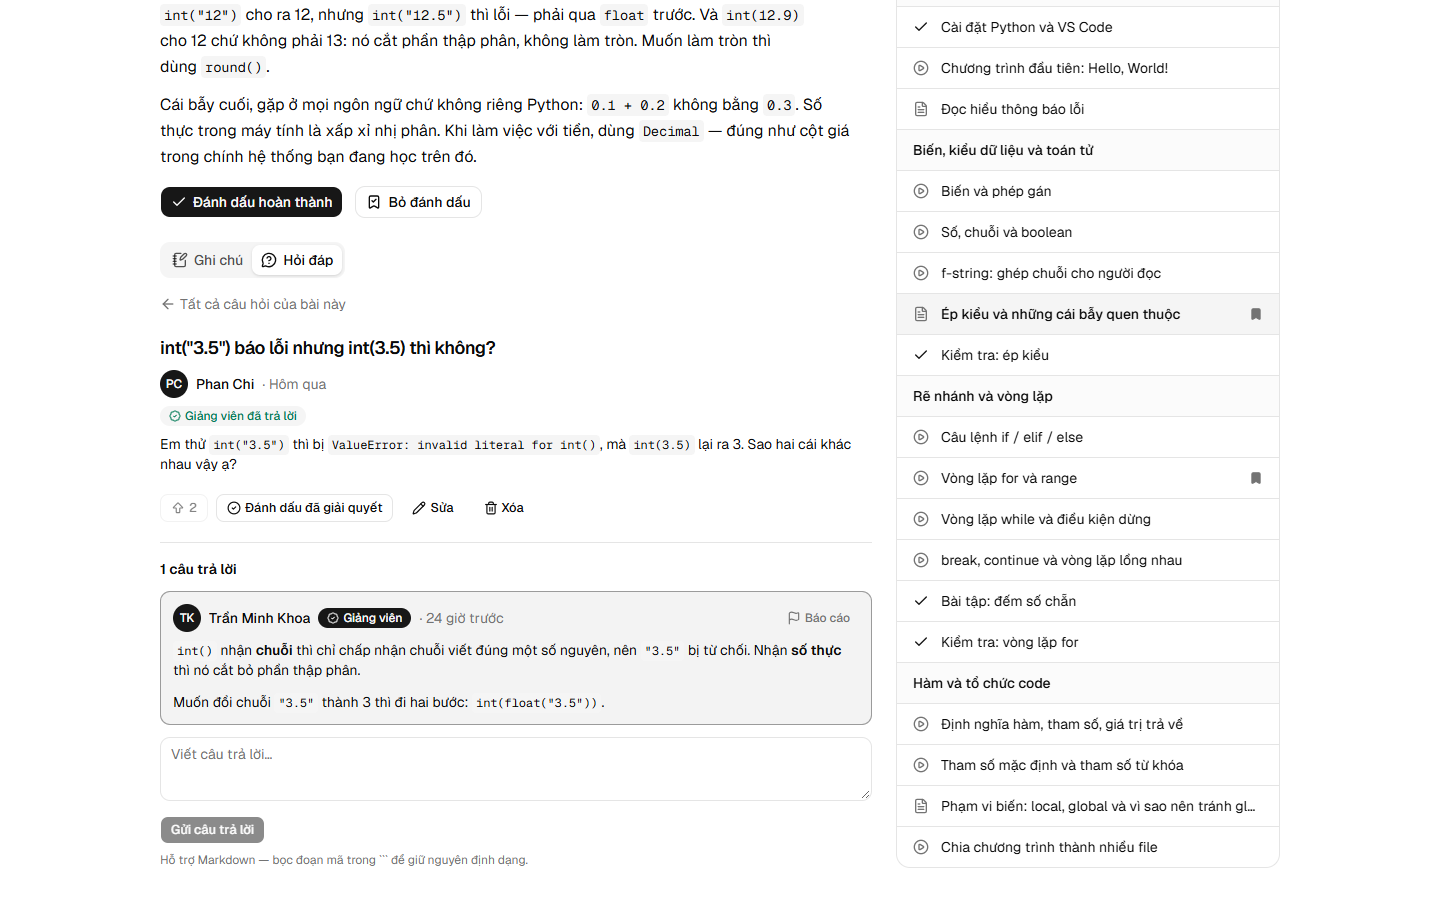 int("12") cho ra 12, nhưng int("12.5") thì lỗi — phải qua float trước. Và int(12.9)
cho 12 chứ không phải 13: nó cắt phần thập phân, không làm tròn. Muốn làm tròn thì
dùng round().
Cái bẫy cuối, gặp ở mọi ngôn ngữ chứ không riêng Python: 0.1 + 0.2 không bằng 0.3. Số
thực trong máy tính là xấp xỉ nhị phân. Khi làm việc với tiền, dùng Decimal — đúng như cột giá
trong chính hệ thống bạn đang học trên đó.
Đánh dấu hoàn thành
Bỏ đánh dấu
Ghi chú
Hỏi đáp
Tất cả câu hỏi của bài này
int("3.5") báo lỗi nhưng int(3.5) thì không?
PC Phan Chi · Hôm qua
Giảng viên đã trả lời
Em thử int("3.5") thì bị ValueError: invalid literal for int(), mà int(3.5) lại ra 3. Sao hai cái khác
nhau vậy ạ?
2
Đánh dấu đã giải quyết
Sửa
Xóa
1 câu trả lời
TK Trần Minh Khoa Giảng viên · 24 giờ trước
Báo cáo
int() nhận chuỗi thì chỉ chấp nhận chuỗi viết đúng một số nguyên, nên "3.5" bị từ chối. Nhận số thực
thì nó cắt bỏ phần thập phân.
Muốn đổi chuỗi "3.5" thành 3 thì đi hai bước: int(float("3.5")).
Viết câu trả lời...
Gửi câu trả lời
Hỗ trợ Markdown — bọc đoạn mã trong ``` để giữ nguyên định dạng.
Cài đặt Python và VS Code
Chương trình đầu tiên: Hello, World!
Đọc hiểu thông báo lỗi
Biến, kiểu dữ liệu và toán tử
Biến và phép gán
Số, chuỗi và boolean
f-string: ghép chuỗi cho người đọc
Ép kiểu và những cái bẫy quen thuộc
Kiểm tra: ép kiểu
Rẽ nhánh và vòng lặp
Câu lệnh if / elif / else
Vòng lặp for và range
Vòng lặp while và điều kiện dừng
break, continue và vòng lặp lồng nhau
Bài tập: đếm số chẵn
Kiểm tra: vòng lặp for
Hàm và tổ chức code
Định nghĩa hàm, tham số, giá trị trả về
Tham số mặc định và tham số từ khóa
Phạm vi biến: local, global và vì sao nên tránh gl...
Chia chương trình thành nhiều file